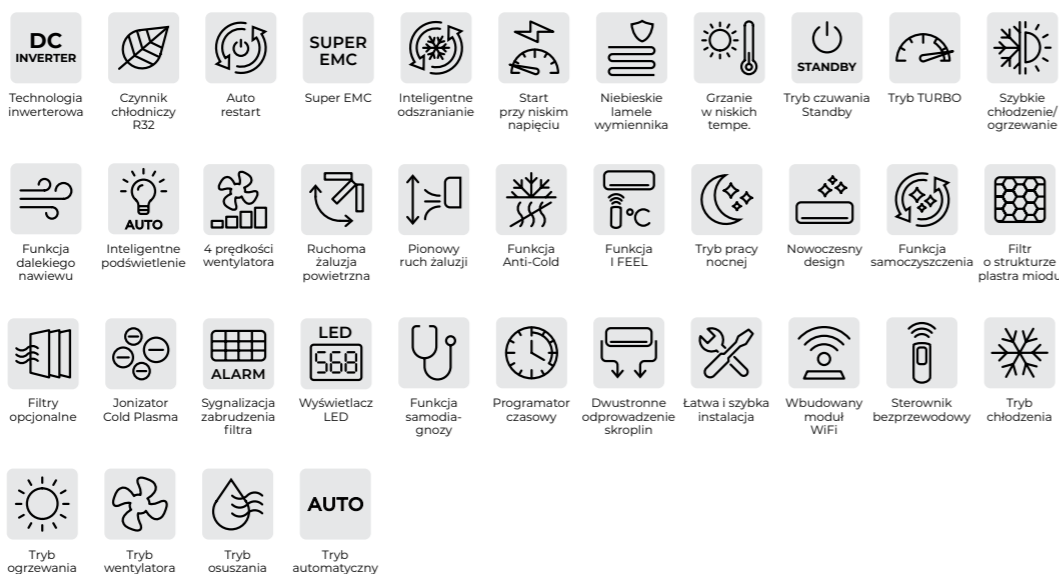 DC
INVERTER
Technologia
inwerterowa
Czynnik
chłodniczy
R32
Auto
restart
SUPER
EMC
Super EMC
Inteligentne
odszranianie
Start
przy niskim
napięciu
Niebieskie
lamele
wymiennika
Grzanie
w niskich
tempe.
STANDBY
Tryb czuwania
Standby
Tryb TURBO
Szybkie
chłodzenie/
ogrzewanie
Funkcja
dalekiego
nawiewu
AUTO
Inteligentne
podświetlenie
4 prędkości
wentylatora
Ruchoma
żaluzja
powietrzna
Pionowy
ruch żaluzji
Funkcja
Anti-Cold
°C
Funkcja
I FEEL
Tryb pracy
nocnej
Nowoczesny
design
Funkcja
samoczyszczenia
Filtr
o strukturze
plastra miodu
Filtry
opcjonalne
Jonizator
Cold Plasma
ALARM
Sygnalizacja
zabrudzenia
filtra
LED
568
Wyświetlacz
LED
Funkcja
samodia-
gnozy
Programator
czasowy
Dwustronne
odprowadzenie
skroplin
Łatwa i szybka
instalacja
Wbudowany
moduł
WiFi
Sterownik
bezprzewodowy
Tryb
chłodzenia
Tryb
ogrzewania
Tryb
wentylatora
Tryb
osuszania
AUTO
Tryb
automatyczny